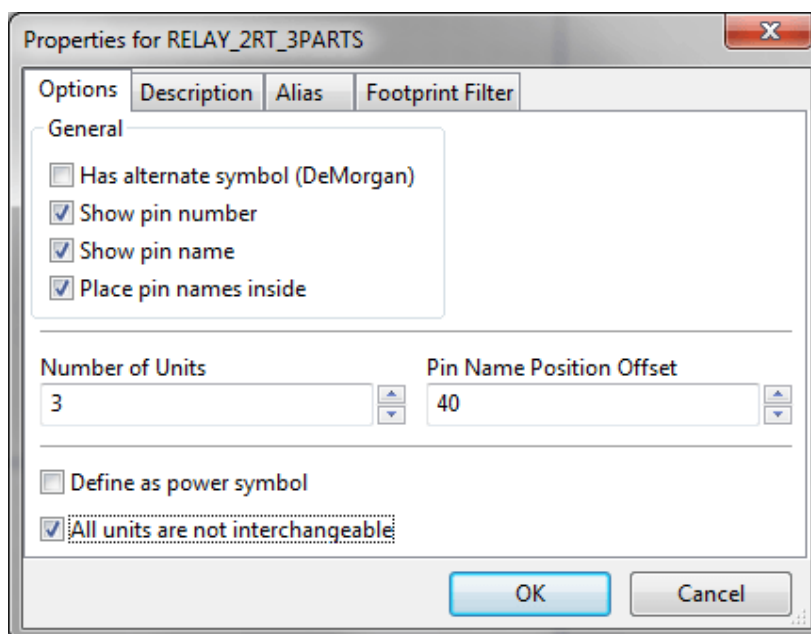 Properties for RELAY_2RT_3PARTS
Options Description Alias Footprint Filter
General
Has alternate symbol (DeMorgan)
Show pin number
Show pin name
Place pin names inside
Number of Units Pin Name Position Offset
3 40
Define as power symbol
All units are not interchangeable
OK Cancel